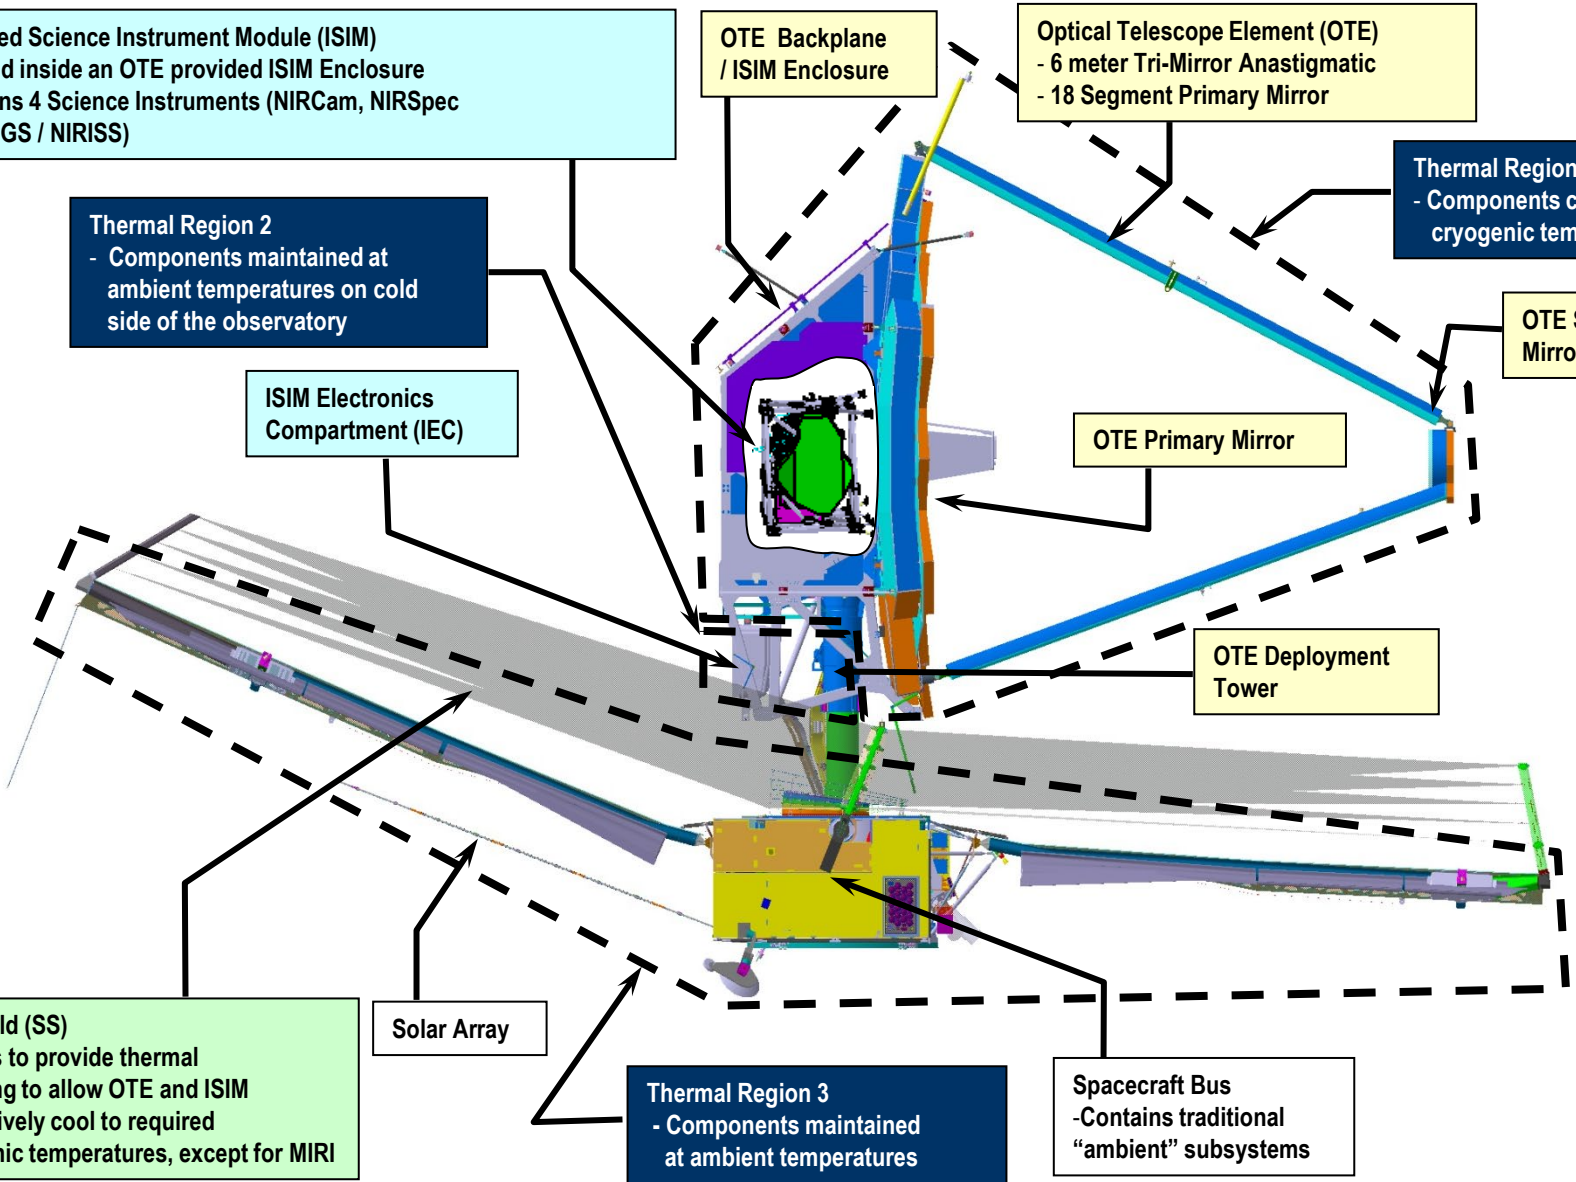 ed Science Instrument Module (ISIM)
d inside an OTE provided ISIM Enclosure
ns 4 Science Instruments (NIRCam, NIRSpec
GS / NIRISS)
OTE Backplane
/ ISIM Enclosure
Optical Telescope Element (OTE)
- 6 meter Tri-Mirror Anastigmatic
- 18 Segment Primary Mirror
Thermal Region
- Components c
cryogenic tem
Thermal Region 2
- Components maintained at
ambient temperatures on cold
side of the observatory
OTE S
Mirro
ISIM Electronics
Compartment (IEC)
OTE Primary Mirror
OTE Deployment
Tower
ld (SS)
s to provide thermal
ng to allow OTE and ISIM
ively cool to required
nic temperatures, except for MIRI
Solar Array
Thermal Region 3
- Components maintained
at ambient temperatures
Spacecraft Bus
-Contains traditional
“ambient” subsystems